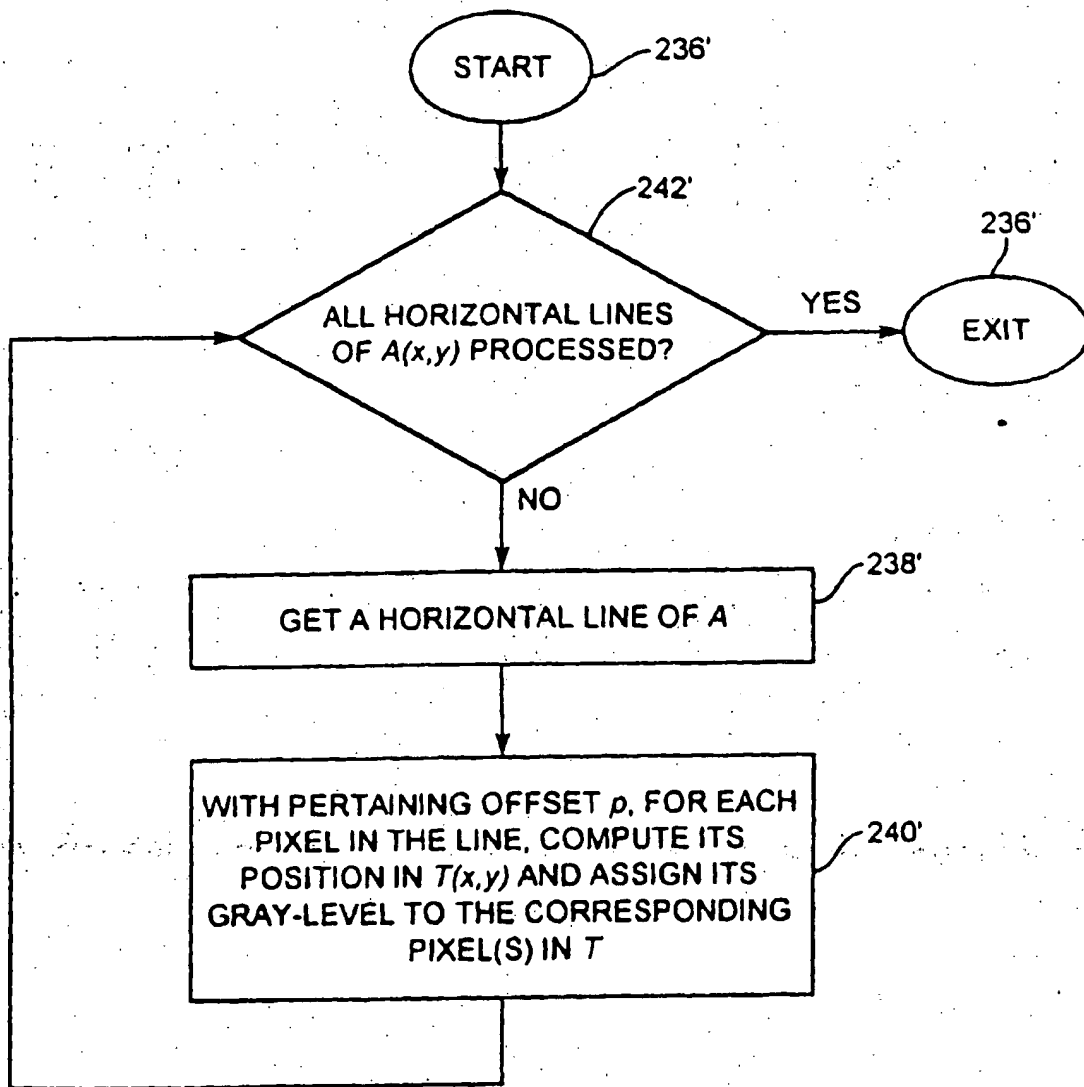 START
236'
242'
236'
ALL HORIZONTAL LINES
OF A(x,y) PROCESSED?
YES
EXIT
NO
238'
GET A HORIZONTAL LINE OF A
WITH PERTAINING OFFSET p, FOR EACH
PIXEL IN THE LINE, COMPUTE ITS
POSITION IN T(x,y) AND ASSIGN ITS
GRAY-LEVEL TO THE CORRESPONDING
PIXEL(S) IN T
240'